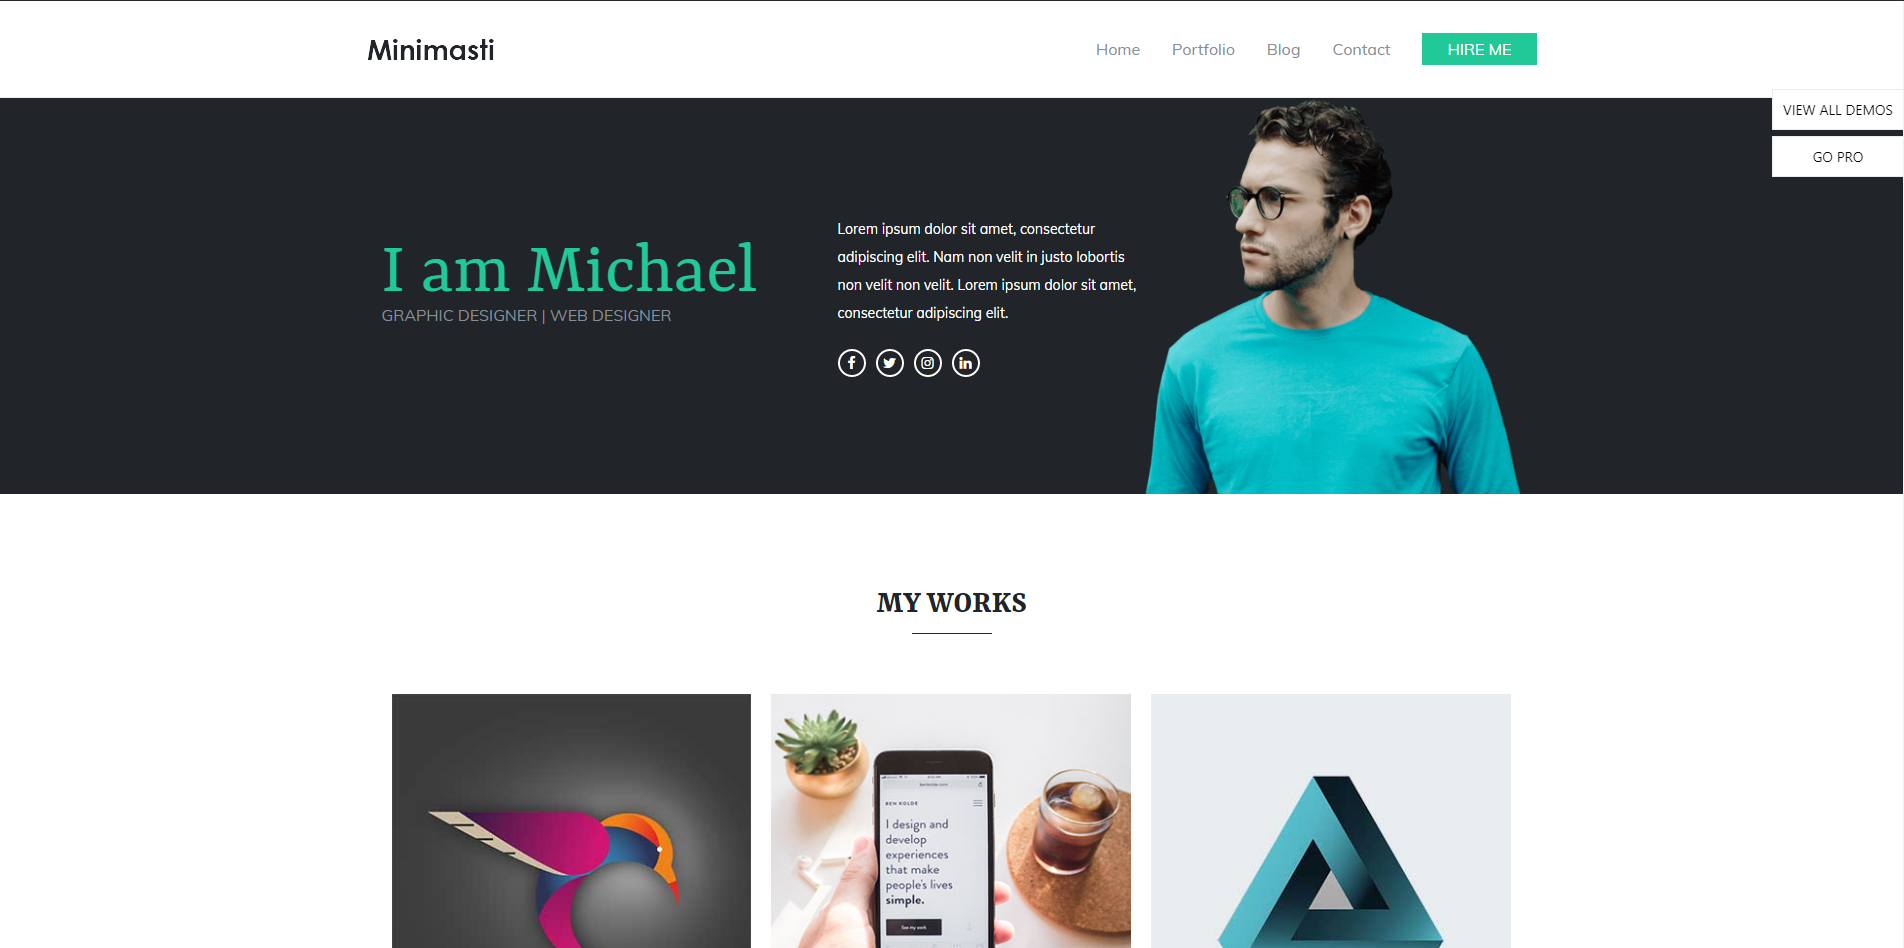 Minimasti
Home Portfolio Blog Contact HIRE ME
VIEW ALL DEMOS
GO PRO
I am Michael
GRAPHIC DESIGNER | WEB DESIGNER
Lorem ipsum dolor sit amet, consectetur
adipiscing elit. Nam non velit in justo lobortis
non velit non velit. Lorem ipsum dolor sit amet,
consectetur adipiscing elit.
MY WORKS
BEN KOLDE
I design and
develop
experiences
that make
people's lives
simple.
See my work